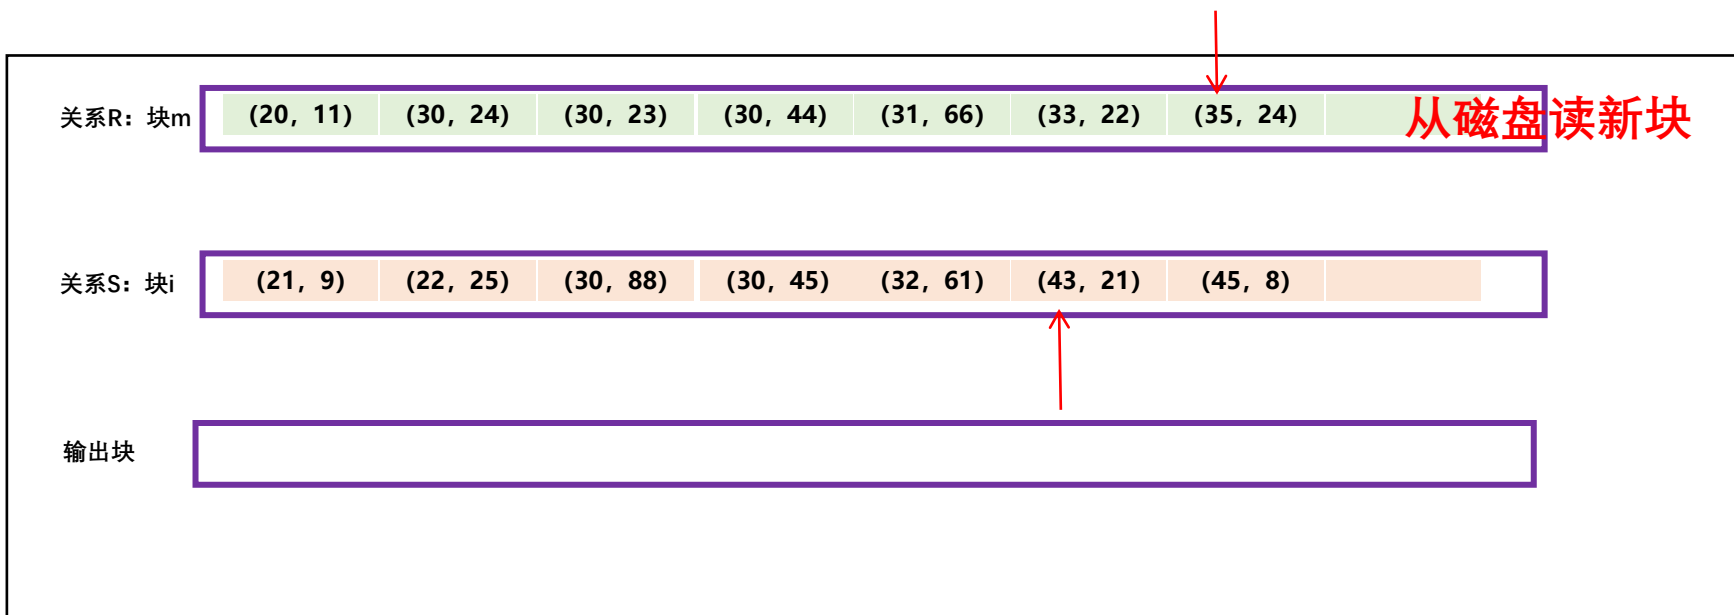 关系R：块m (20，11) (30，24) (30，23) (30，44) (31，66) (33，22) (35，24) 从磁盘读新块
关系S：块i (21，9) (22，25) (30，88) (30，45) (32，61) (43，21) (45，8)
输出块